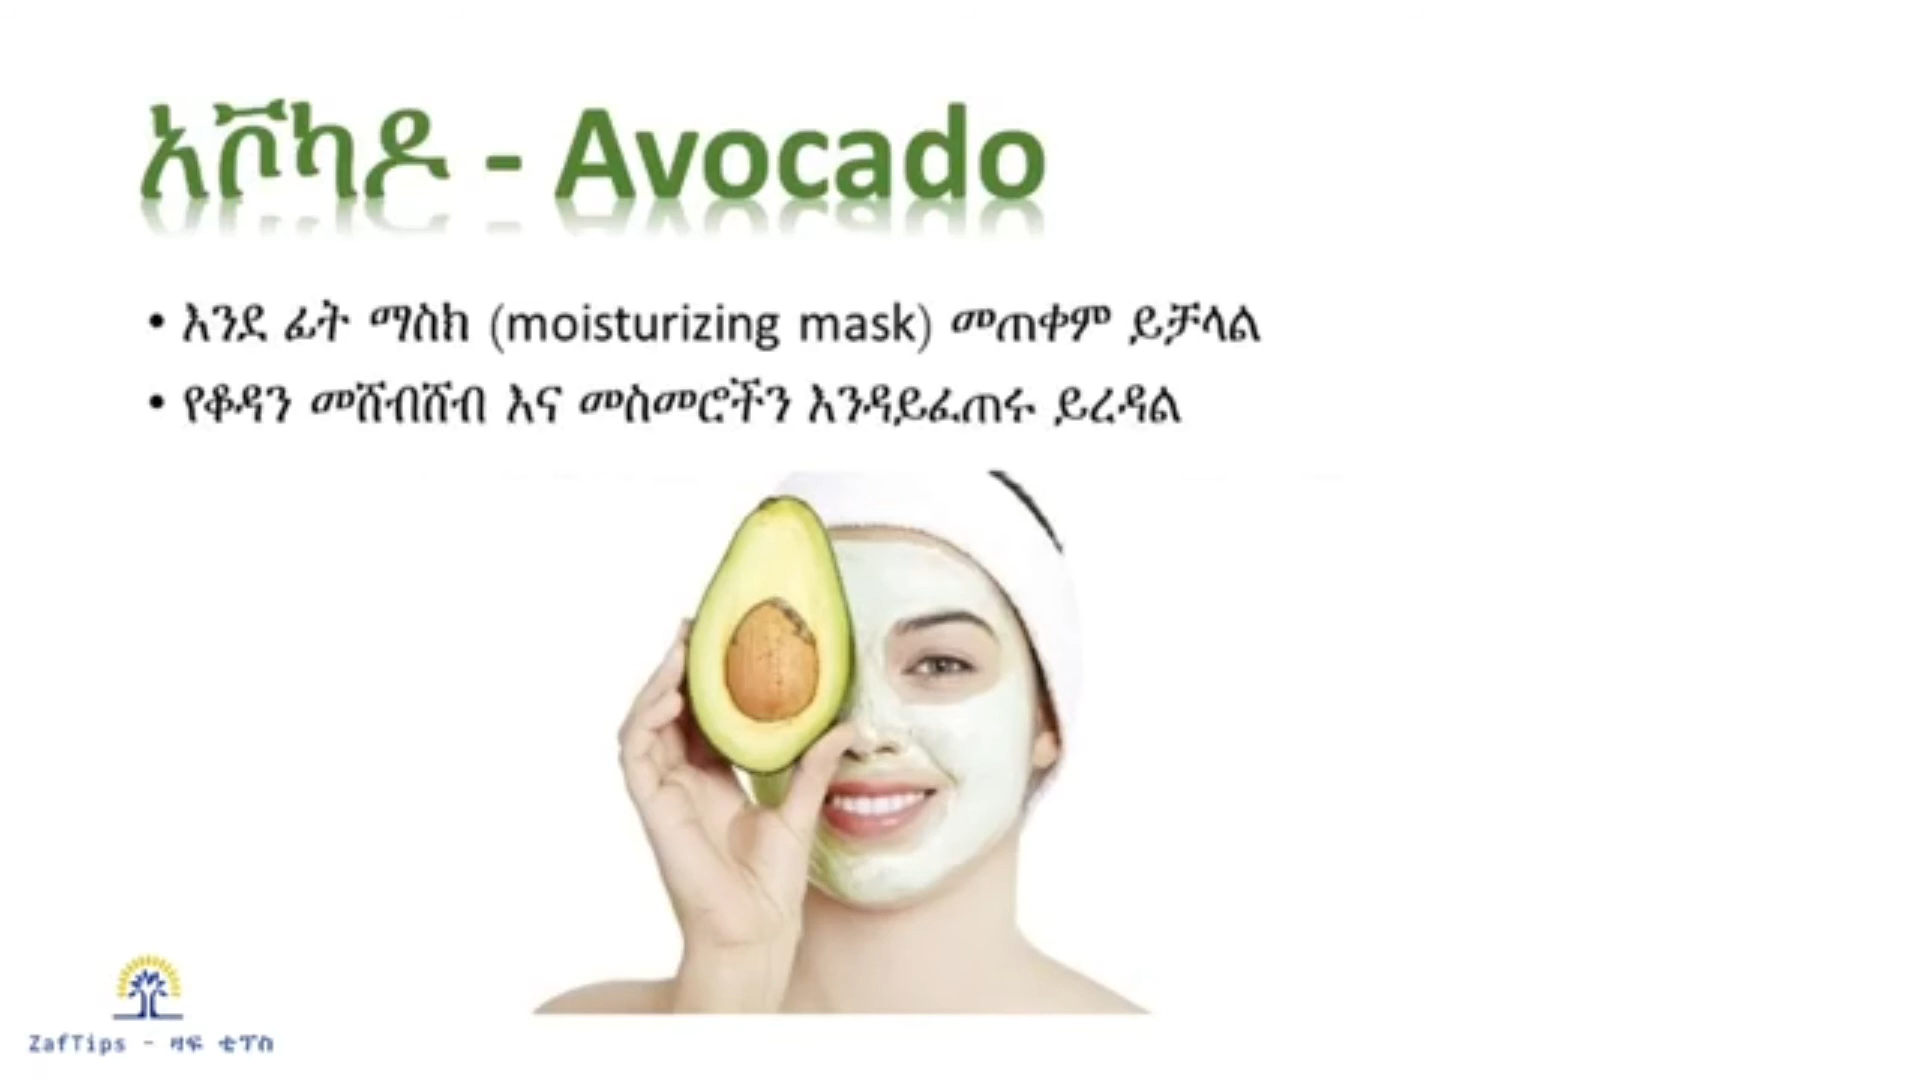 አቮካዶ - Avocado
• እንደ ፊት ማስክ (moisturizing mask) መጠቀም ይቻላል
• የቆዳን መሸብሸብ እና መስመሮችን እንዳይፈጠሩ ይረዳል
ZafTips - ዛፍ ቲፕስ